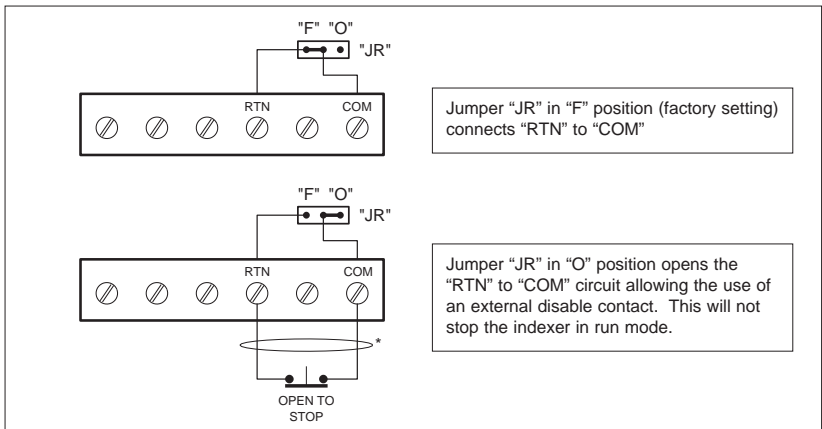 "F" "O"
"JR"
RTN COM
Jumper “JR” in “F” position (factory setting)
connects “RTN” to “COM”
"F" "O"
"JR"
RTN COM
Jumper “JR” in “O” position opens the
“RTN” to “COM” circuit allowing the use of
an external disable contact.  This will not
stop the indexer in run mode.
*
OPEN TO
STOP